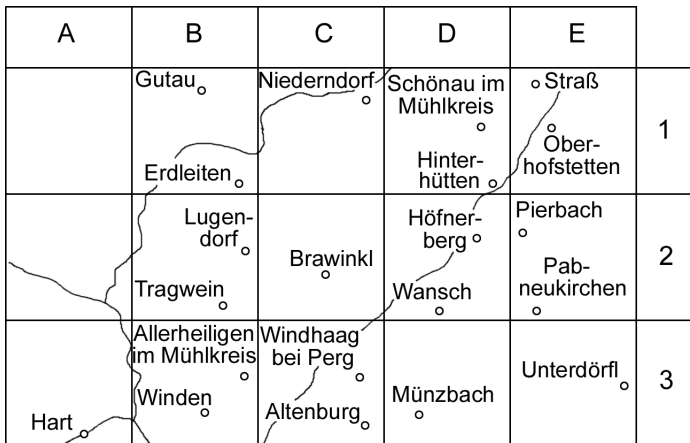 A B C D E
Gutau Niederndorf Schönau im Straß
Mühlkreis
1
Erdleiten Hinter- Ober-
hütten hofstetten
Lugen- Höfner- Pierbach
dorf berg
Brawinkl 2
Tragwein Wansch Pab-
neukirchen
Allerheiligen Windhaag
im Mühlkreis bei Perg
Unterdörfl 3
Winden Altenburg Münzbach
Hart